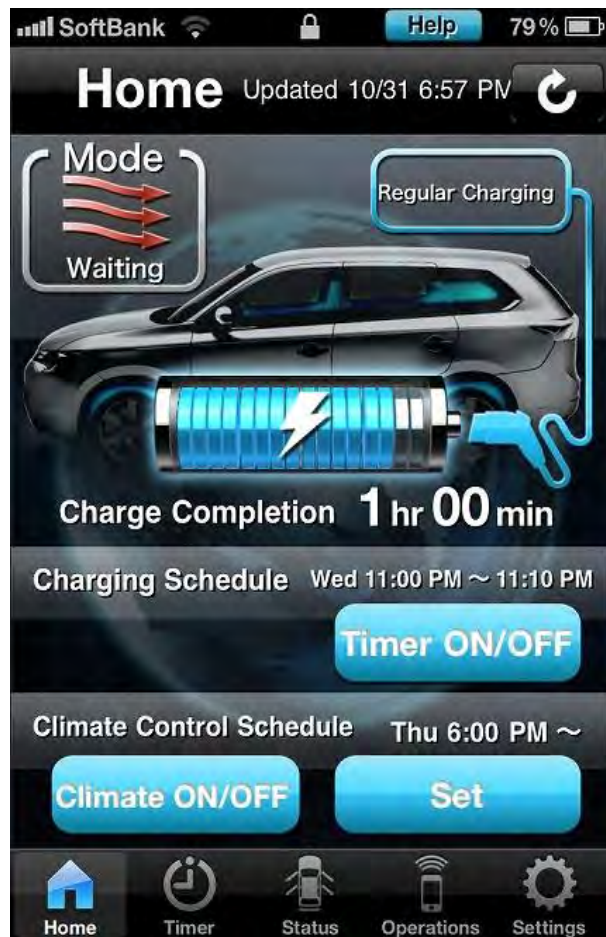 SoftBank Help 79%
Home Updated 10/31 6:57 PM
Mode
Regular Charging
Waiting
Charge Completion 1 hr 00 min
Charging Schedule Wed 11:00 PM ~ 11:10 PM
Timer ON/OFF
Climate Control Schedule Thu 6:00 PM ~
Climate ON/OFF Set
Home Timer Status Operations Settings